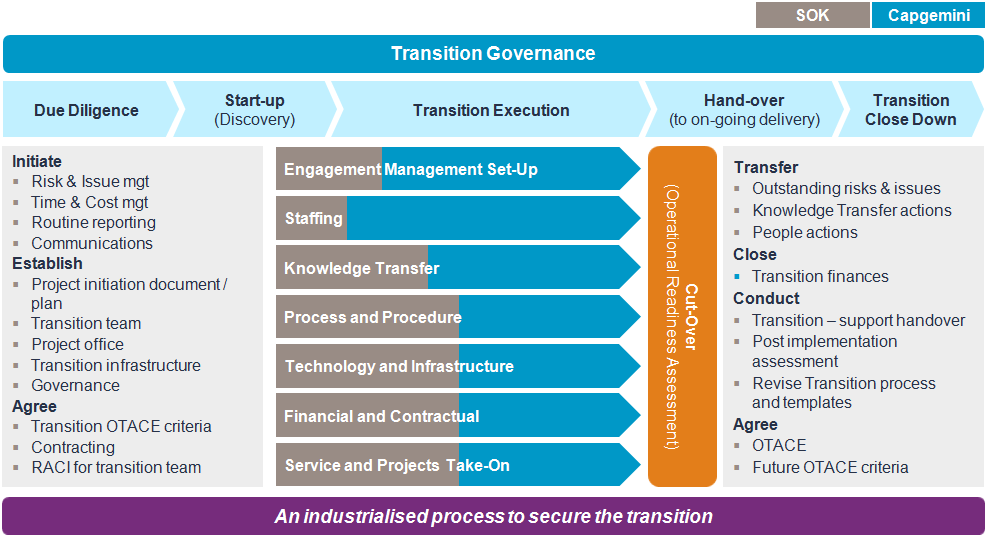 SOK
Capgemini
Transition Governance
Due Diligence
Start-up
(Discovery)
Transition Execution
Hand-over
(to on-going delivery)
Transition
Close Down
Initiate
Risk & Issue mgt
Time & Cost mgt
Routine reporting
Communications
Establish
Project initiation document /
plan
Transition team
Project office
Transition infrastructure
Governance
Agree
Transition OTACE criteria
Contracting
RACI for transition team
Engagement Management Set-Up
Staffing
Knowledge Transfer
Process and Procedure
Technology and Infrastructure
Financial and Contractual
Service and Projects Take-On
Cut-Over
(Operational Readiness Assessment)
Transfer
Outstanding risks & issues
Knowledge Transfer actions
People actions
Close
Transition finances
Conduct
Transition – support handover
Post implementation
assessment
Revise Transition process
and templates
Agree
OTACE
Future OTACE criteria
An industrialised process to secure the transition